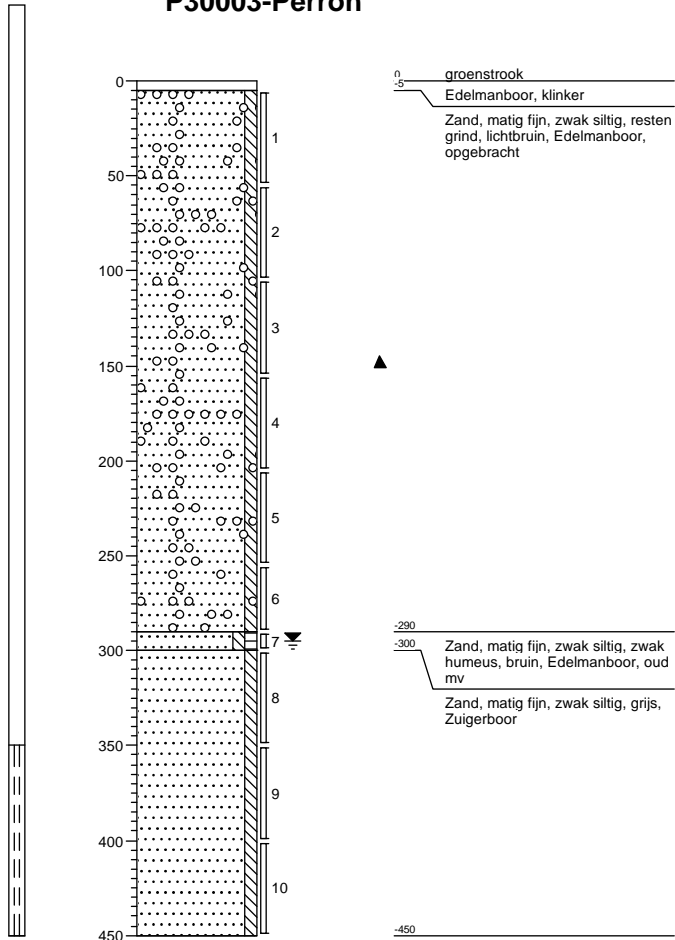 P30003-Perron
0
50
100
150
200
250
300
350
400
450
1
2
3
4
5
6
7
8
9
10
0
groenstrook
-5
Edelmanboor, klinker
Zand, matig fijn, zwak siltig, resten
grind, lichtbruin, Edelmanboor,
opgebracht
-290
-300
Zand, matig fijn, zwak siltig, zwak
humeus, bruin, Edelmanboor, oud
mv
Zand, matig fijn, zwak siltig, grijs,
Zuigerboor
-450